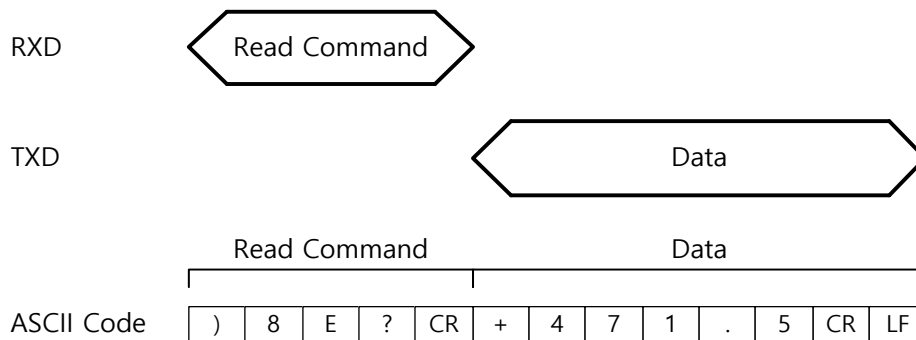 RXD Read Command
TXD Data
Read Command Data
ASCII Code ) 8 E ? CR + 4 7 1 . 5 CR LF